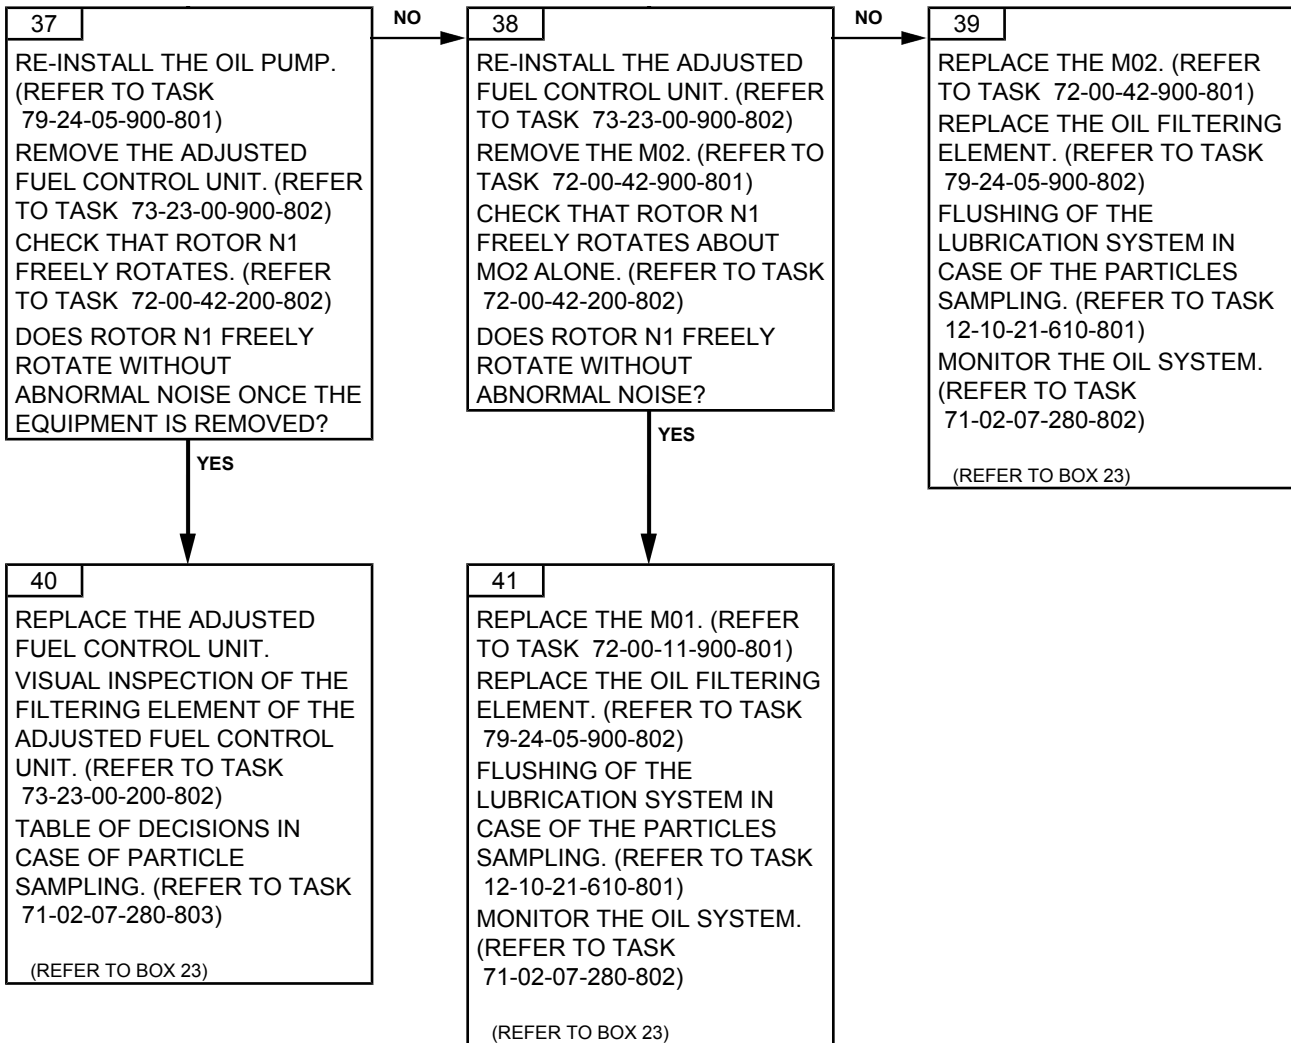 37
RE-INSTALL THE OIL PUMP.
(REFER TO TASK
79-24-05-900-801)
REMOVE THE ADJUSTED
FUEL CONTROL UNIT. (REFER
TO TASK 73-23-00-900-802)
CHECK THAT ROTOR N1
FREELY ROTATES. (REFER
TO TASK 72-00-42-200-802)
DOES ROTOR N1 FREELY
ROTATE WITHOUT
ABNORMAL NOISE ONCE THE
EQUIPMENT IS REMOVED?
NO
YES
38
RE-INSTALL THE ADJUSTED
FUEL CONTROL UNIT. (REFER
TO TASK 73-23-00-900-802)
REMOVE THE M02. (REFER TO
TASK 72-00-42-900-801)
CHECK THAT ROTOR N1
FREELY ROTATES ABOUT
MO2 ALONE. (REFER TO TASK
72-00-42-200-802)
DOES ROTOR N1 FREELY
ROTATE WITHOUT
ABNORMAL NOISE?
NO
YES
39
REPLACE THE M02. (REFER
TO TASK 72-00-42-900-801)
REPLACE THE OIL FILTERING
ELEMENT. (REFER TO TASK
79-24-05-900-802)
FLUSHING OF THE
LUBRICATION SYSTEM IN
CASE OF THE PARTICLES
SAMPLING. (REFER TO TASK
12-10-21-610-801)
MONITOR THE OIL SYSTEM.
(REFER TO TASK
71-02-07-280-802)
(REFER TO BOX 23)
40
REPLACE THE ADJUSTED
FUEL CONTROL UNIT.
VISUAL INSPECTION OF THE
FILTERING ELEMENT OF THE
ADJUSTED FUEL CONTROL
UNIT. (REFER TO TASK
73-23-00-200-802)
TABLE OF DECISIONS IN
CASE OF PARTICLE
SAMPLING. (REFER TO TASK
71-02-07-280-803)
(REFER TO BOX 23)
41
REPLACE THE M01. (REFER
TO TASK 72-00-11-900-801)
REPLACE THE OIL FILTERING
ELEMENT. (REFER TO TASK
79-24-05-900-802)
FLUSHING OF THE
LUBRICATION SYSTEM IN
CASE OF THE PARTICLES
SAMPLING. (REFER TO TASK
12-10-21-610-801)
MONITOR THE OIL SYSTEM.
(REFER TO TASK
71-02-07-280-802)
(REFER TO BOX 23)